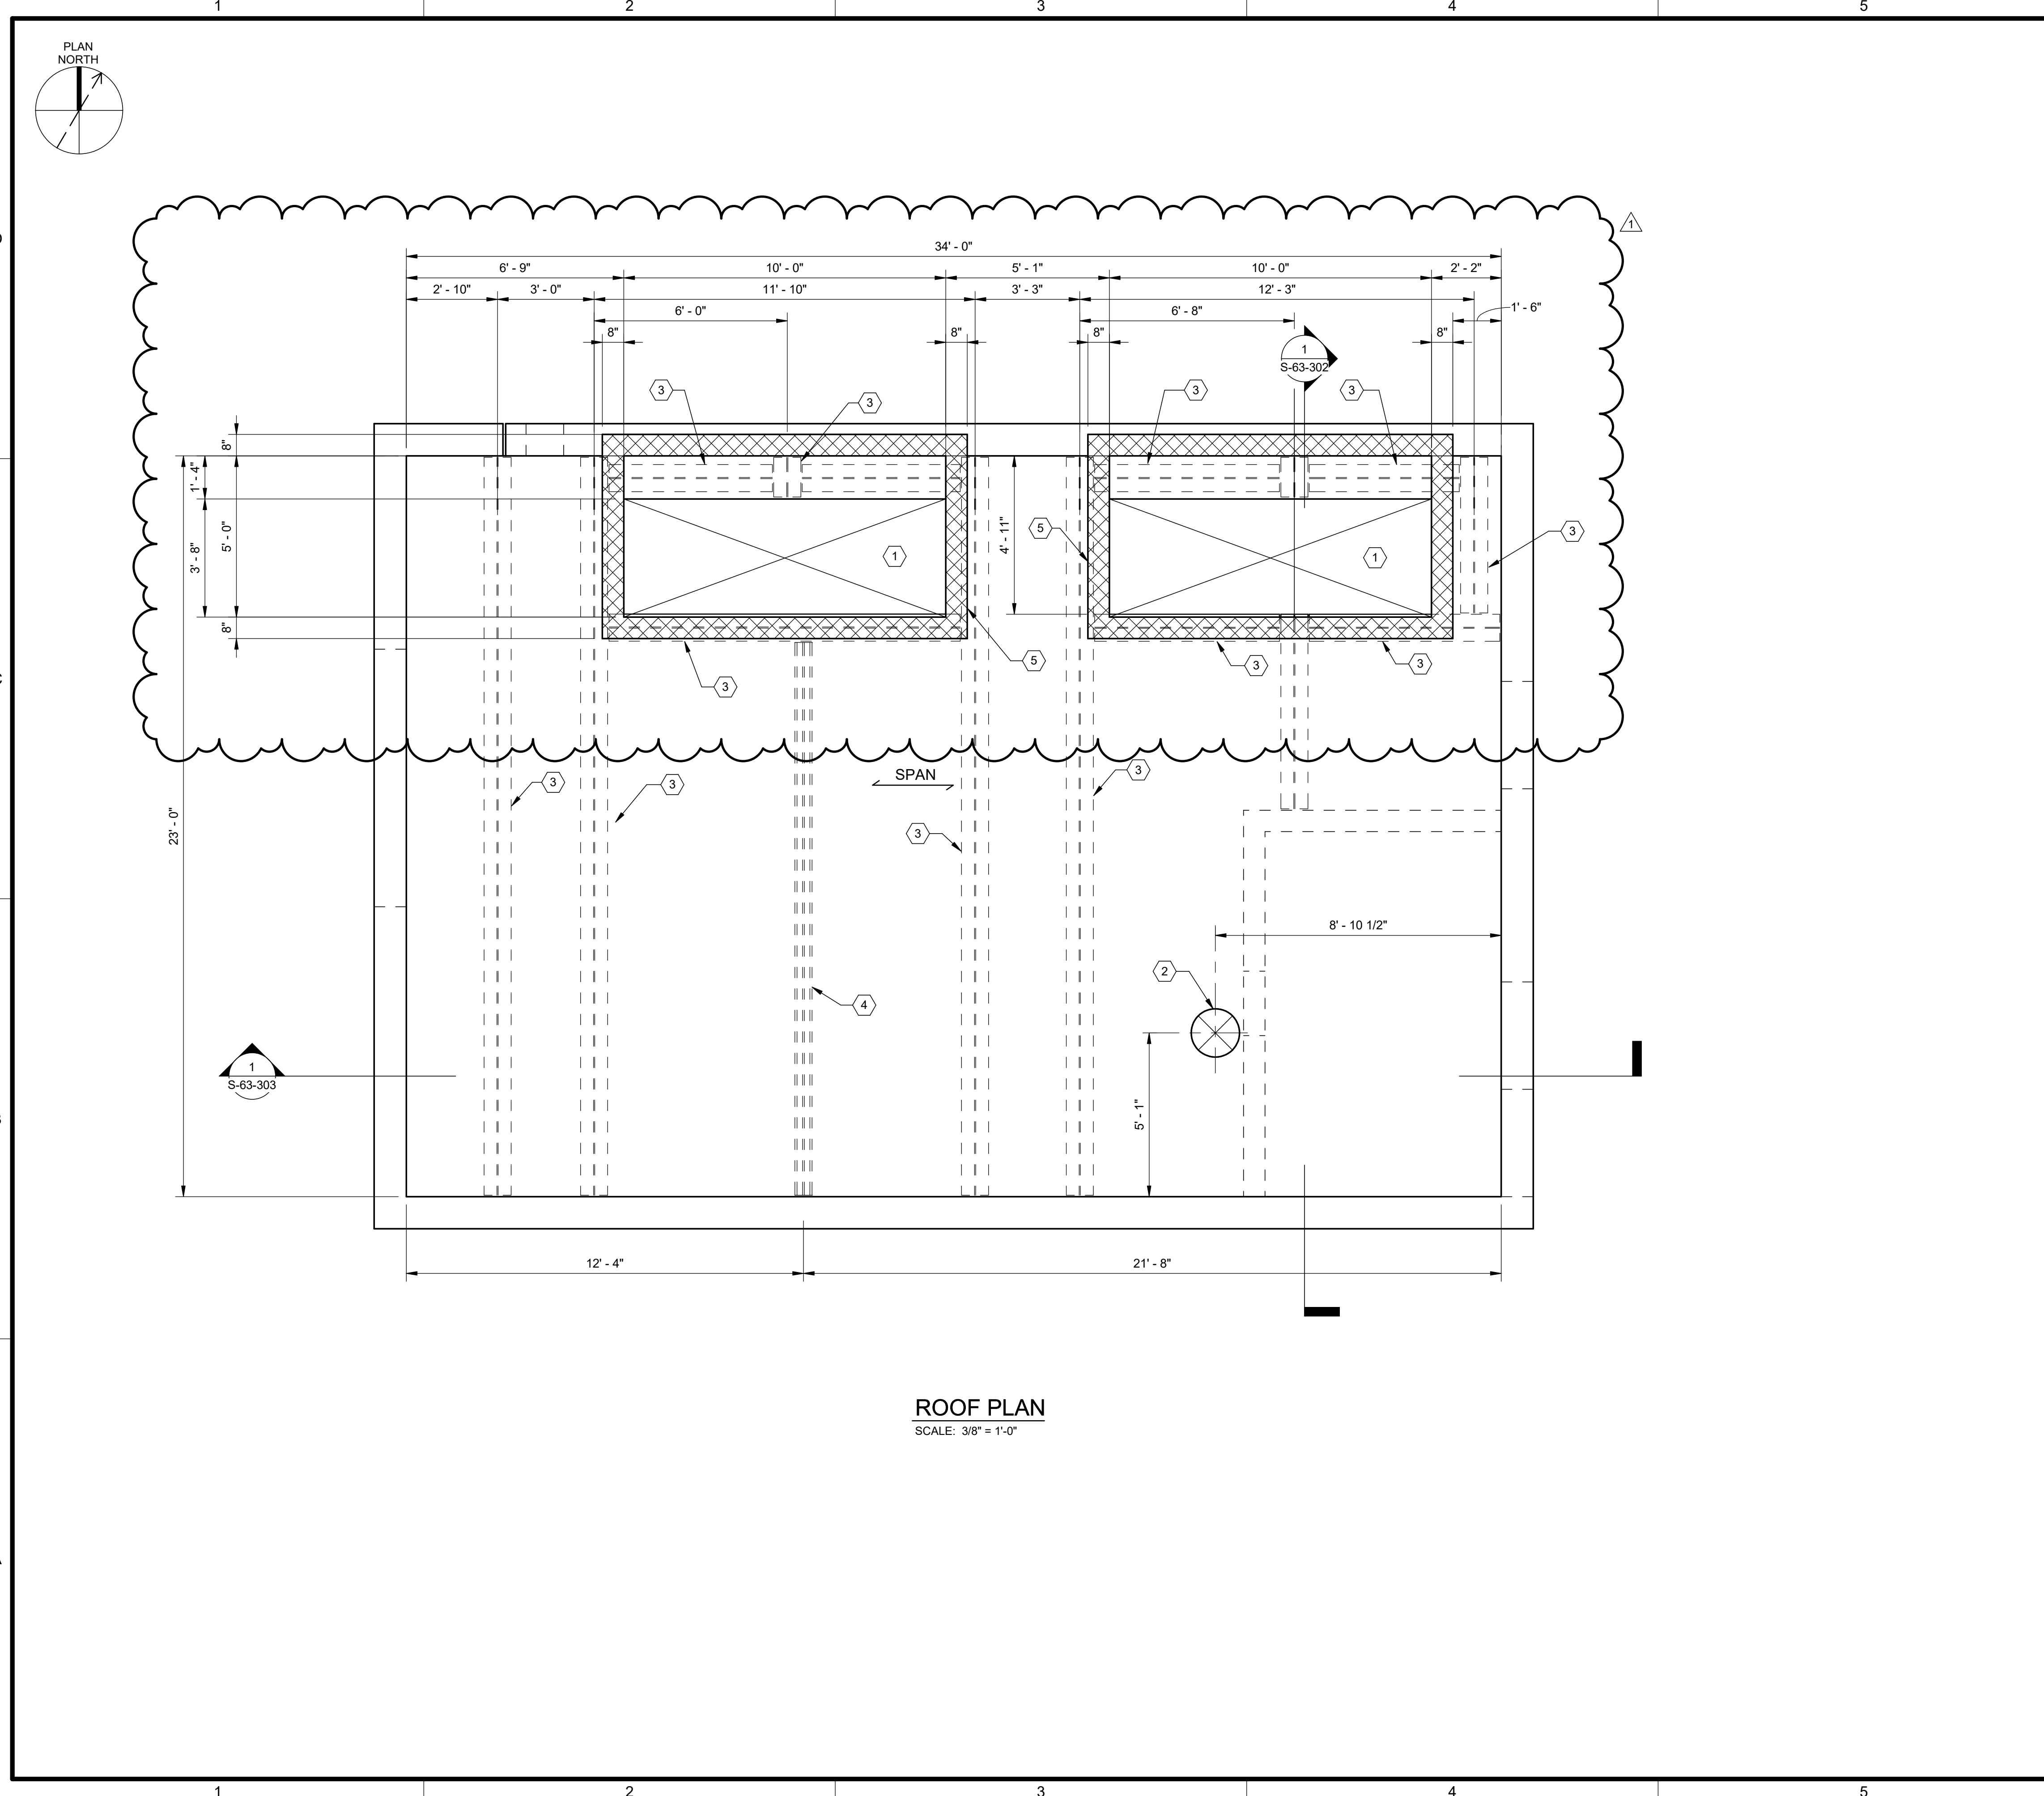 1 2 3 4 5
PLAN
NORTH
1
34' - 0"
6' - 9" 10' - 0" 5' - 1" 10' - 0" 2' - 2"
2' - 10" 3' - 0" 11' - 10" 3' - 3" 12' - 3"
6' - 0" 6' - 8" 1' - 6"
8" 8" 8" 8"
1
S-63-302
3 3 3 3
8"
1' - 4"
5' - 0"
3' - 8"
8"
4' - 11"
1 5 1 3
5 3 3 3
SPAN
3 3 3 3
23' - 0"
8' - 10 1/2"
2
4
5' - 1"
1
S-63-303
12' - 4" 21' - 8"
ROOF PLAN
SCALE: 3/8" = 1'-0"
1 2 3 4 5